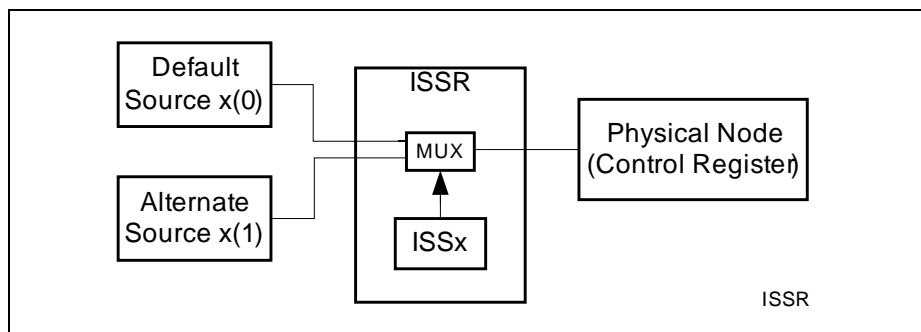 Default
Source x(0)
Alternate
Source x(1)
ISSR
MUX
ISSx
Physical Node
(Control Register)
ISSR